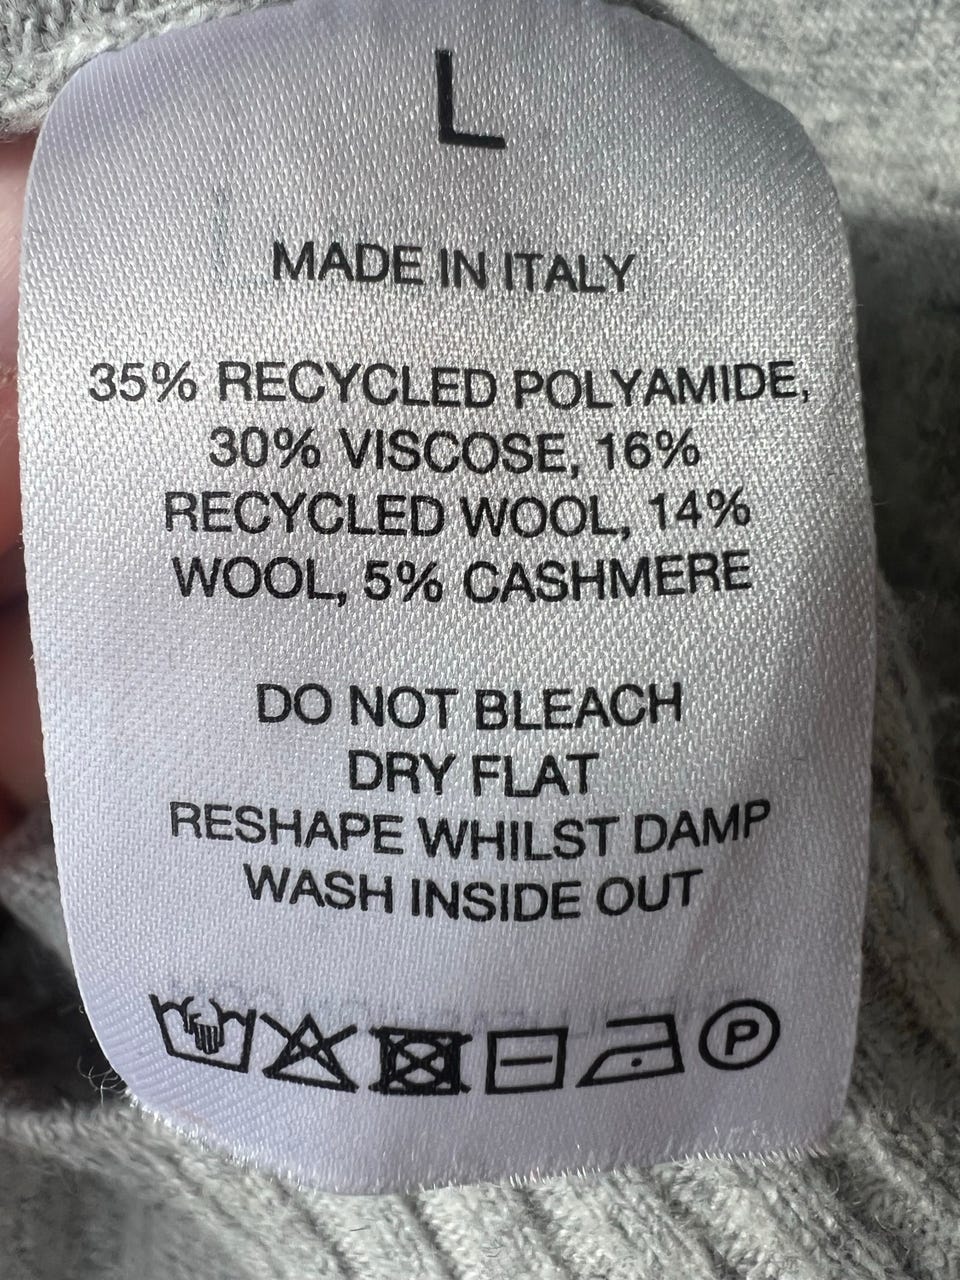 L
MADE IN ITALY
35% RECYCLED POLYAMIDE,
30% VISCOSE, 16%
RECYCLED WOOL, 14%
WOOL, 5% CASHMERE
DO NOT BLEACH
DRY FLAT
RESHAPE WHILST DAMP
WASH INSIDE OUT
P